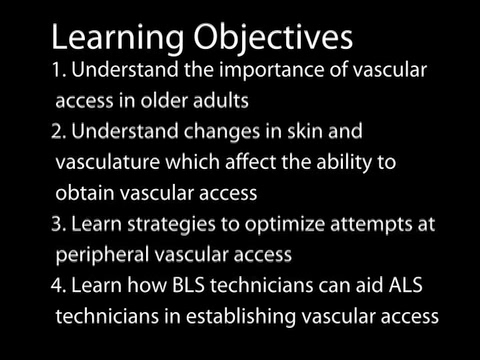 Learning Objectives
1. Understand the importance of vascular
access in older adults
2. Understand changes in skin and
vasculature which affect the ability to
obtain vascular access
3. Learn strategies to optimize attempts at
peripheral vascular access
4. Learn how BLS technicians can aid ALS
technicians in establishing vascular access